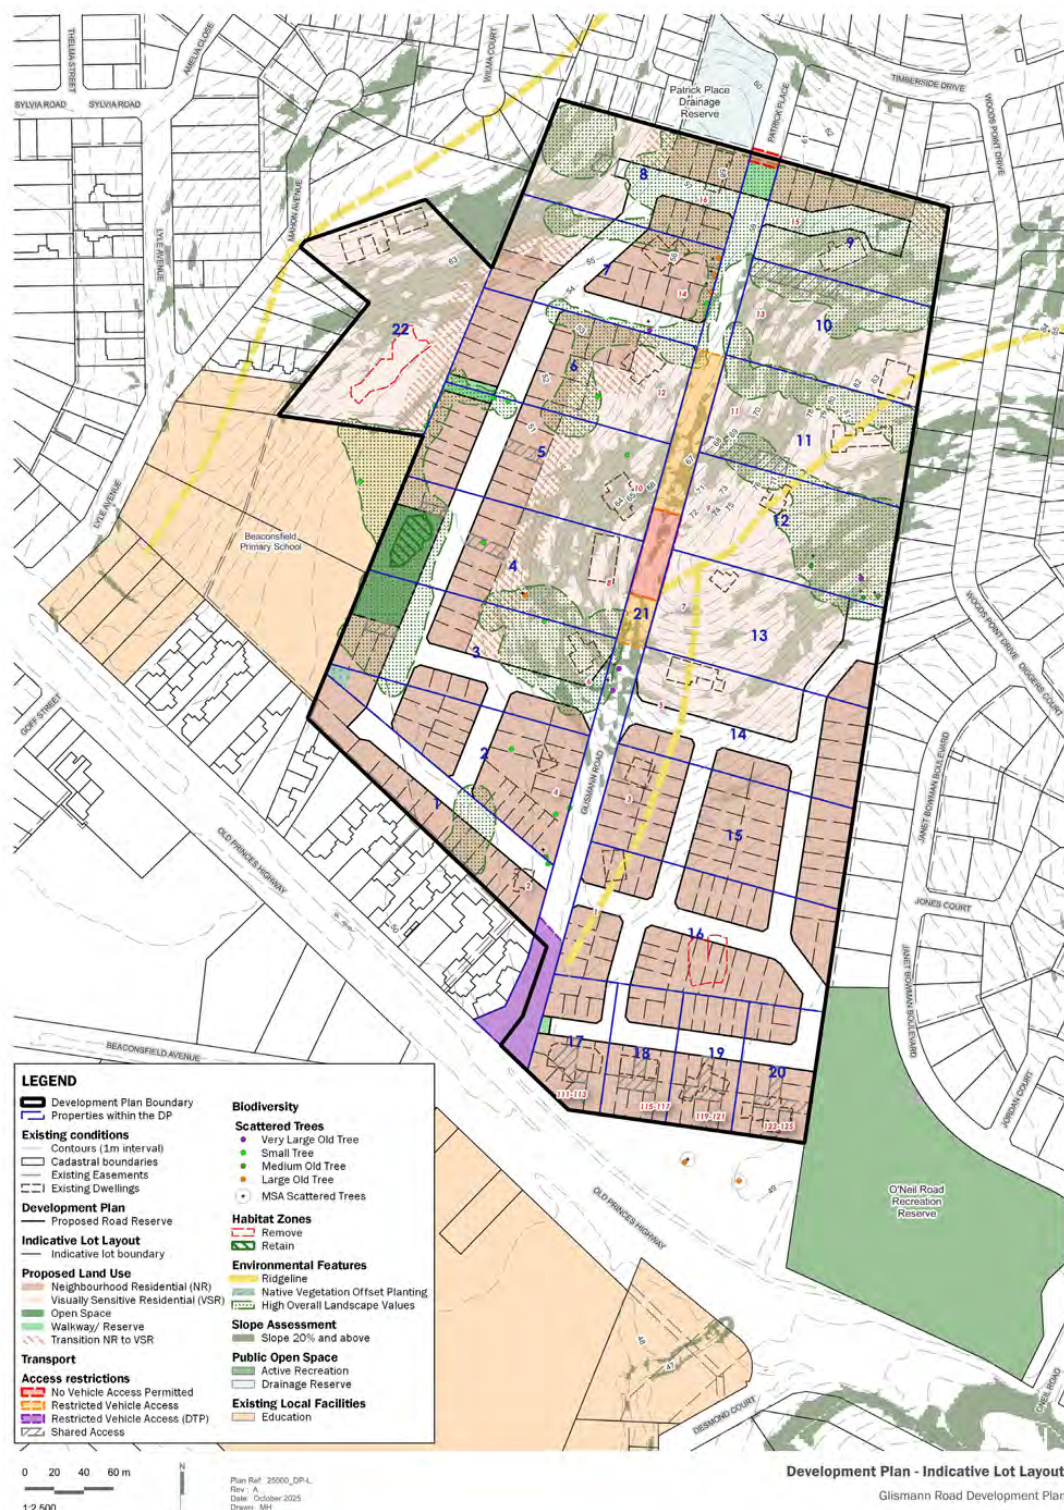 THELMA STREET
AMELIA CLOSE
WILMA COURT
SYLVIA ROAD
SYLVIA ROAD
Patrick Place
Drainage
Reserve
PATRICK PLACE
TIMBERSIDE DRIVE
WOODS POINT DRIVE
MAHON AVENUE
LYLE AVENUE
8
9
7
10
22
6
11
5
12
LYLE AVENUE
Beaconsfield
Primary School
4
21
13
3
WOODS POINT DRIVE
DIGGERS COURT
GOFF STREET
14
2
GLISMANN ROAD
1
15
JANET BOWMAN BOULEVARD
OLD PRINCES HIGHWAY
JONES COURT
16
JANET BOWMAN BOULEVARD
17
18
19
20
111-113
115-117
119-121
123-125
BEACONSFIELD AVENUE
JORDAN COURT
O'Neil Road
Recreation
Reserve
OLD PRINCES HIGHWAY
DESMOND COURT
O'NEIL ROAD
LEGEND
Development Plan Boundary
Properties within the DP
Existing conditions
Contours (1m interval)
Cadastral boundaries
Existing Easements
Existing Dwellings
Development Plan
Proposed Road Reserve
Indicative Lot Layout
Indicative lot boundary
Proposed Land Use
Neighbourhood Residential (NR)
Visually Sensitive Residential (VSR)
Open Space
Walkway/ Reserve
Transition NR to VSR
Transport
Access restrictions
No Vehicle Access Permitted
Restricted Vehicle Access
Restricted Vehicle Access (DTP)
Shared Access
Biodiversity
Scattered Trees
Very Large Old Tree
Small Tree
Medium Old Tree
Large Old Tree
MSA Scattered Trees
Habitat Zones
Remove
Retain
Environmental Features
Ridgeline
Native Vegetation Offset Planting
High Overall Landscape Values
Slope Assessment
Slope 20% and above
Public Open Space
Active Recreation
Drainage Reserve
Existing Local Facilities
Education
0 20 40 60 m
1:2,500
N
Plan Ref: 25000_DP-L
Rev : A
Date: October 2025
Drawn: MH
Development Plan - Indicative Lot Layout
Glismann Road Development Plan